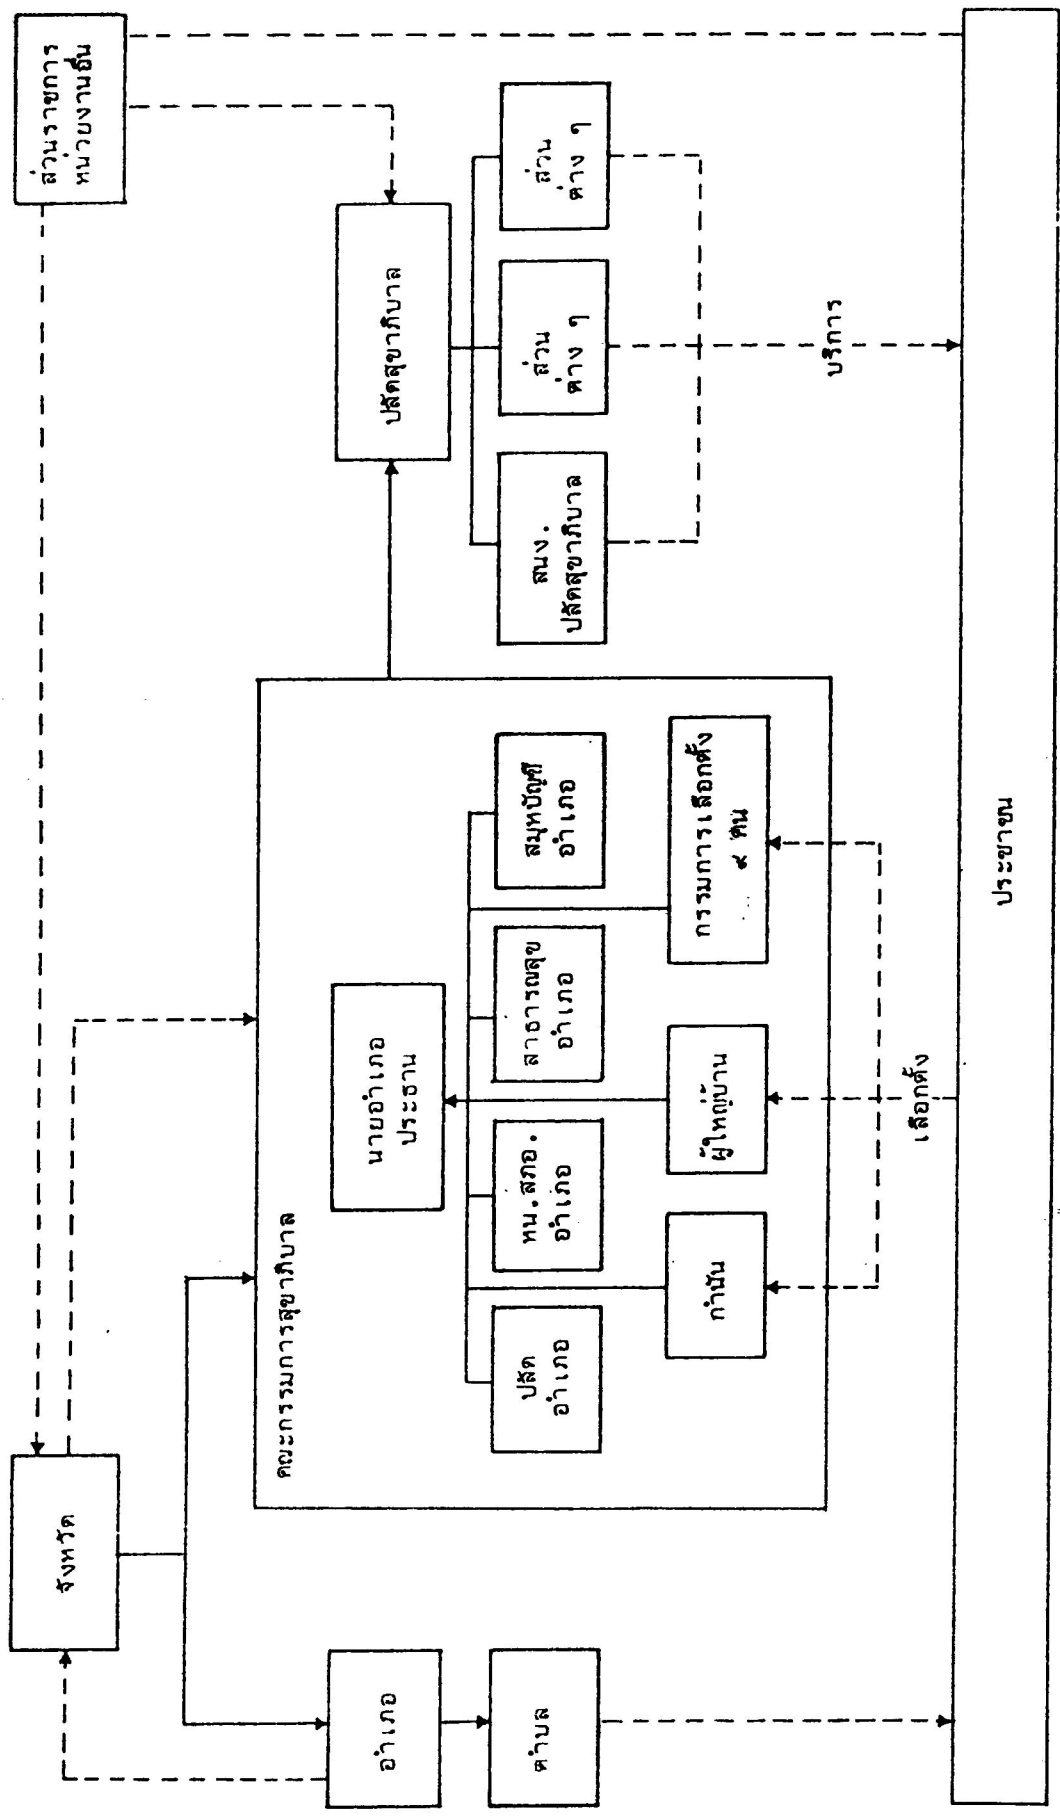 ส่วนราชการ
หน่วยงานอื่น
จังหวัด
อำเภอ
ตำบล
คณะกรรมการสุขาภิบาล
นายอำเภอ
ประธาน
ปลัด
อำเภอ
หน.สภอ.
อำเภอ
สาธารณสุข
อำเภอ
สมุหบัญชี
อำเภอ
กำนัน
ผู้ใหญ่บ้าน
กรรมการเลือกตั้ง
๙ คน
ปลัดสุขาภิบาล
สนง.
ปลัดสุขาภิบาล
ส่วน
ต่าง ๆ
ส่วน
ต่าง ๆ
เลือกตั้ง
บริการ
ประชาชน